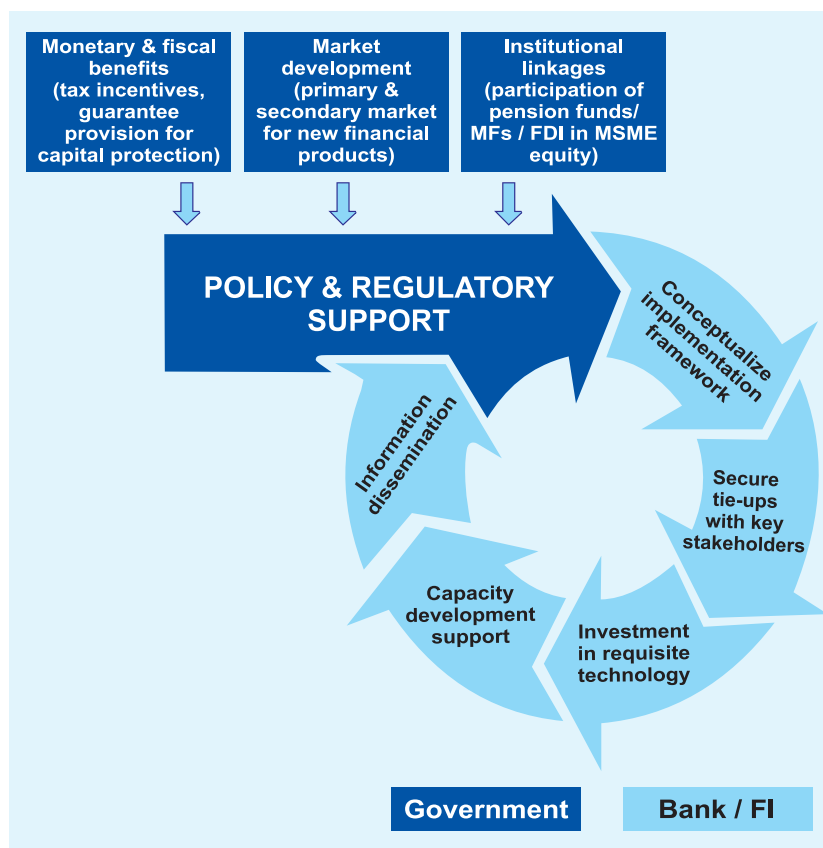 Monetary & fiscal
benefits
(tax incentives,
guarantee
provision for
capital protection)
Market
development
(primary &
secondary market
for new financial
products)
Institutional
linkages
(participation of
pension funds/
MFs / FDI in MSME
equity)
POLICY & REGULATORY
SUPPORT
Conceptualize
implementation
framework
Secure
tie-ups
with key
stakeholders
Investment
in requisite
technology
Capacity
development
support
Information
dissemination
Government
Bank / FI